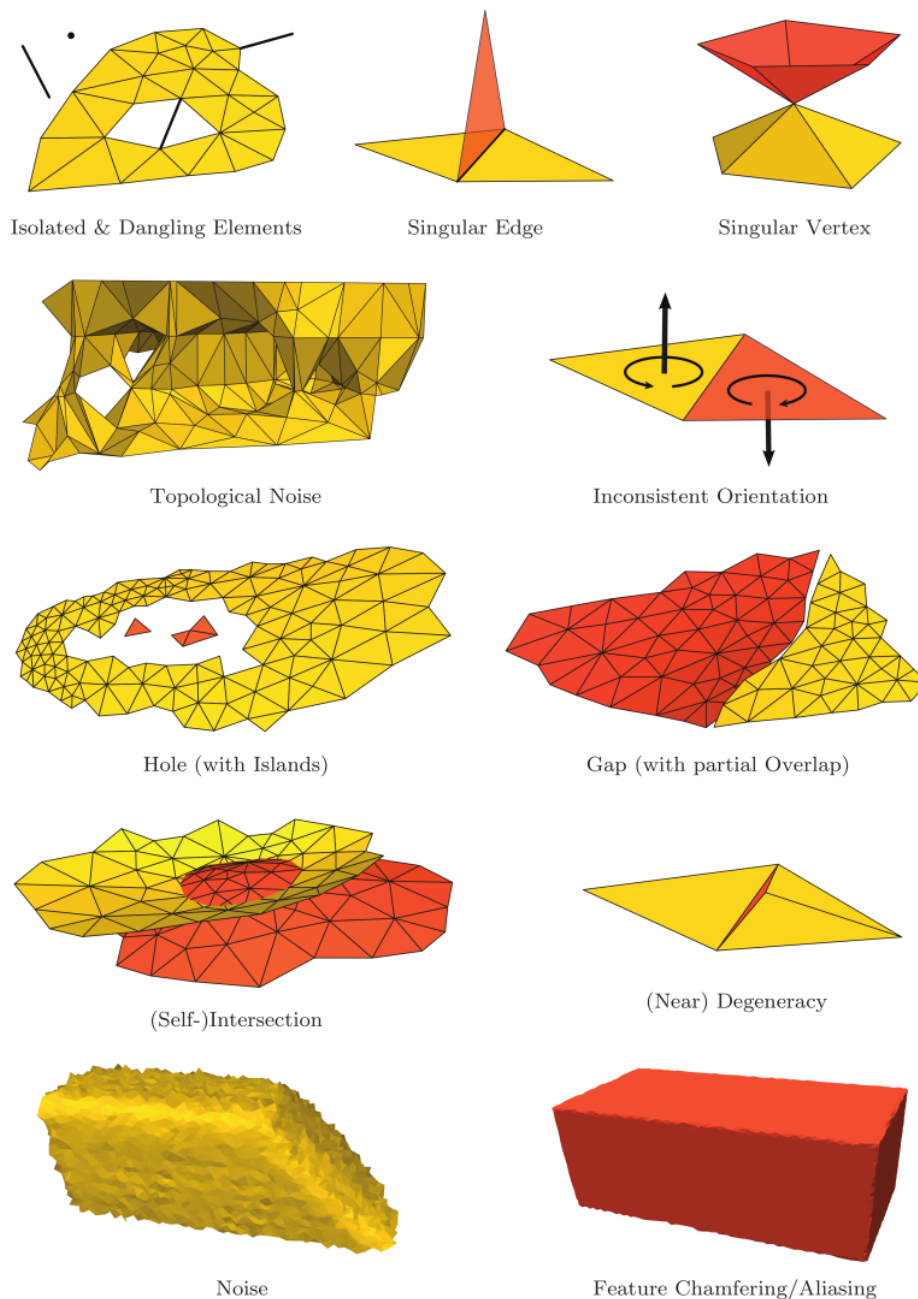 Isolated & Dangling Elements
Singular Edge
Singular Vertex
Topological Noise
Inconsistent Orientation
Hole (with Islands)
Gap (with partial Overlap)
(Self-)Intersection
(Near) Degeneracy
Noise
Feature Chamfering/Aliasing